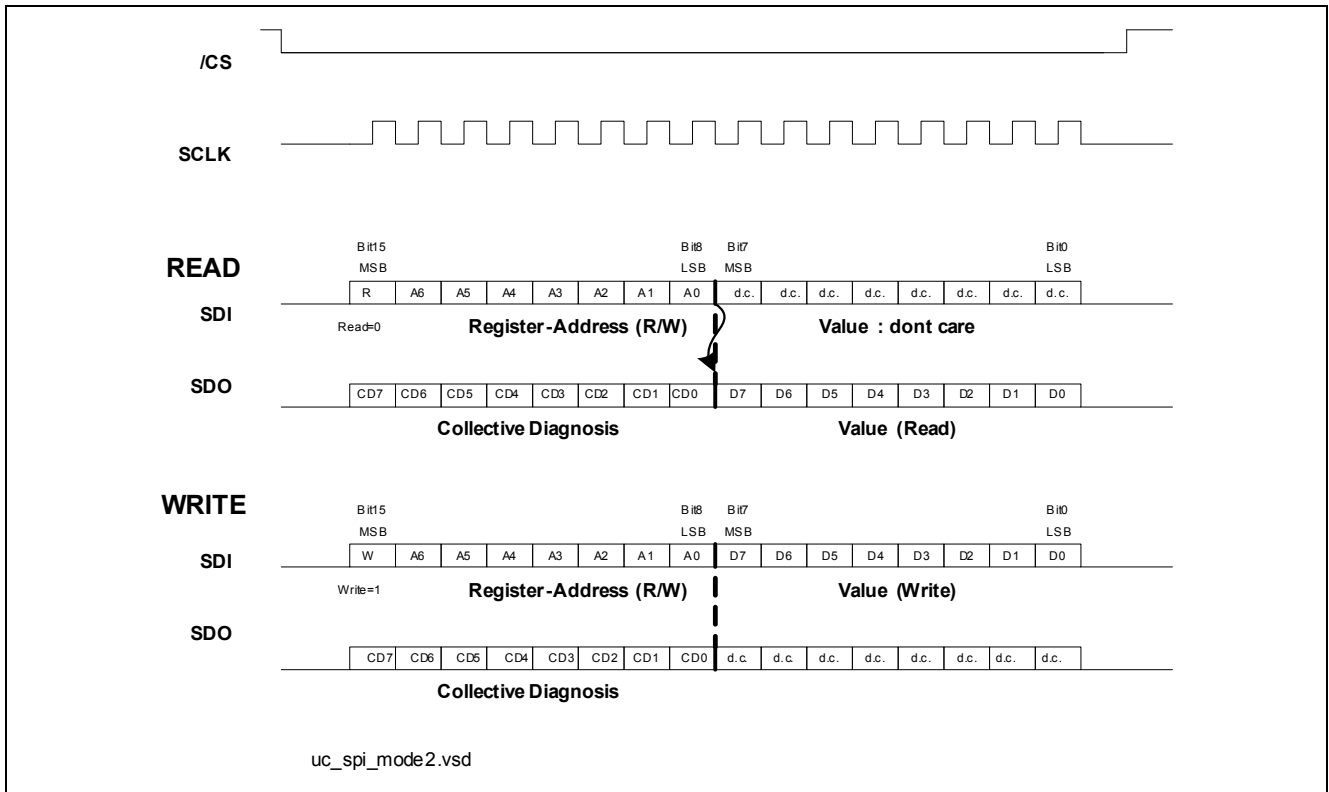 /CS
SCLK
Bit15 Bit8 Bit7 Bit0
READ MSB LSB MSB LSB
R A6 A5 A4 A3 A2 A1 A0 d.c. d.c. d.c. d.c. d.c. d.c. d.c. d.c.
SDI
Read=0 Register-Address (R/W) Value : dont care
SDO
CD7 CD6 CD5 CD4 CD3 CD2 CD1 CD0 D7 D6 D5 D4 D3 D2 D1 D0
Collective Diagnosis Value (Read)
WRITE
Bit15 Bit8 Bit7 Bit0
MSB LSB MSB LSB
SDI W A6 A5 A4 A3 A2 A1 A0 D7 D6 D5 D4 D3 D2 D1 D0
Write=1 Register-Address (R/W) Value (Write)
SDO
CD7 CD6 CD5 CD4 CD3 CD2 CD1 CD0 d.c. d.c. d.c. d.c. d.c. d.c. d.c. d.c.
Collective Diagnosis
uc_spi_mode2.vsd